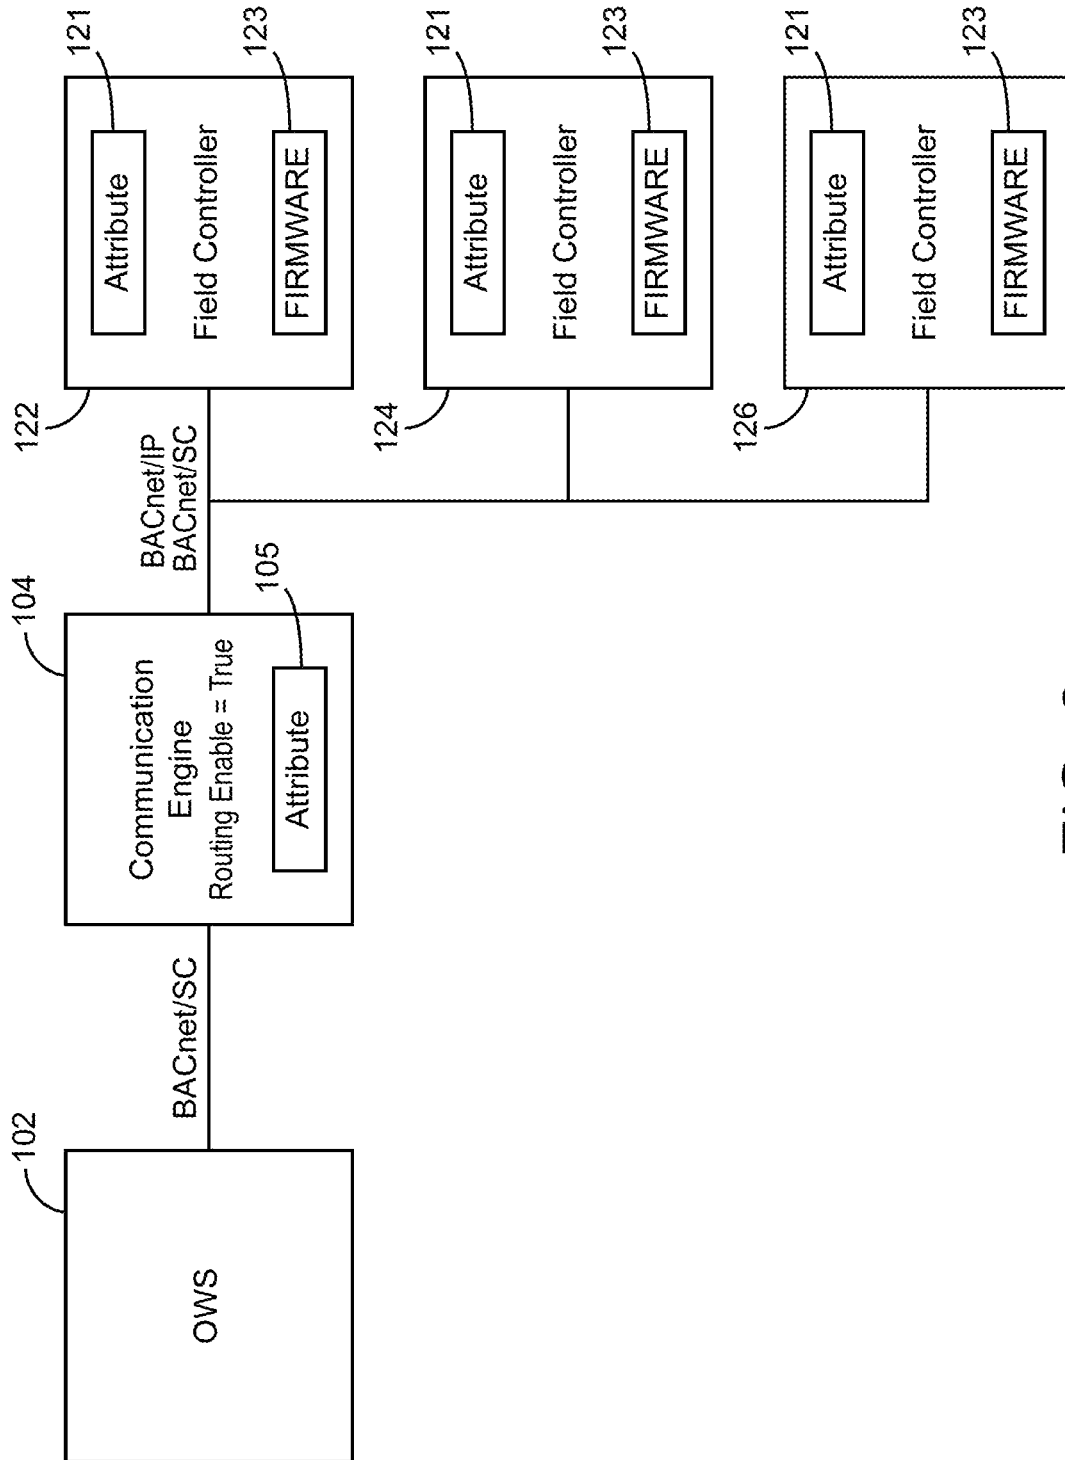 102
OWS
BACnet/SC
104
Communication
Engine
Routing Enable = True
Attribute
105
BACnet/IP
BACnet/SC
122
Attribute
121
Field Controller
FIRMWARE
123
124
Attribute
121
Field Controller
FIRMWARE
123
126
Attribute
121
Field Controller
FIRMWARE
123